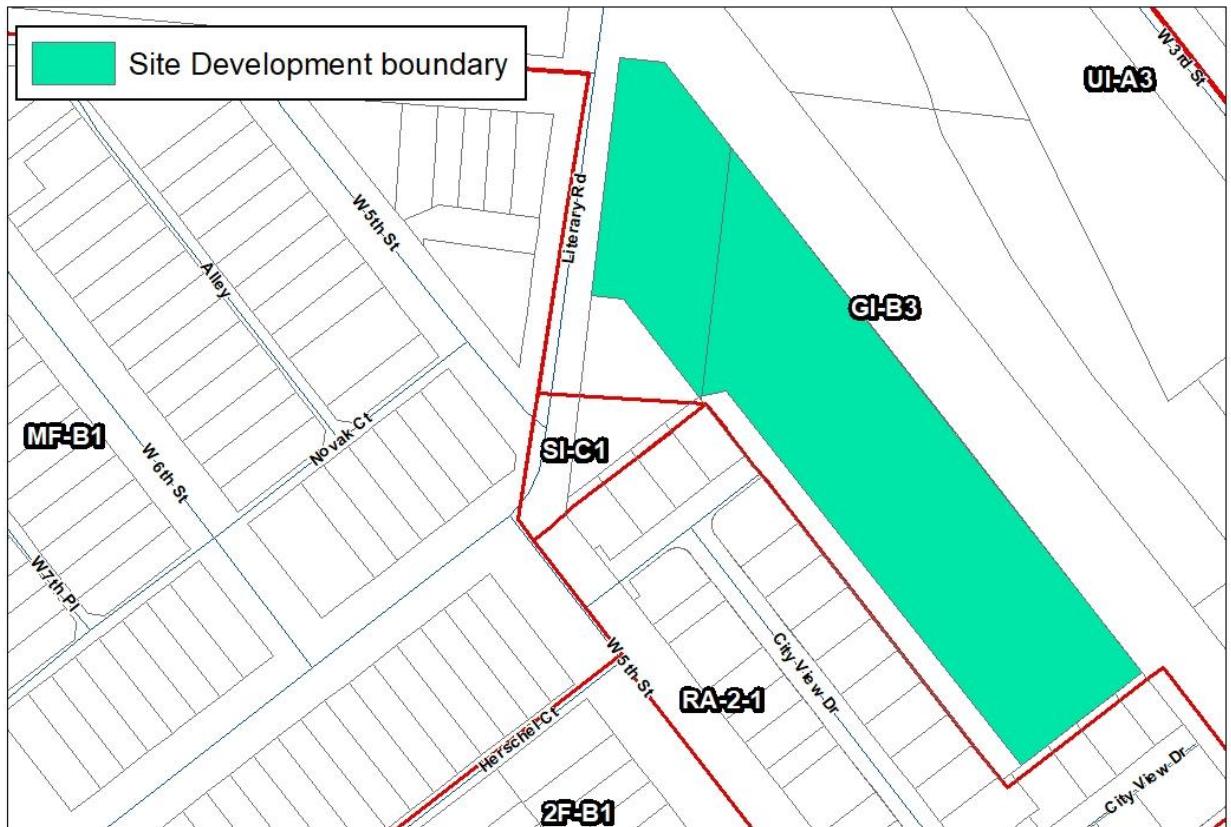 Site Development boundary
W 3rd St
UI-A3
W 5th St
Literary Rd
Alley
GI-B3
MF-B1
Novak Ct
SI-C1
W 6th St
W 7th Pl
W 5th St
City View Dr
RA-2-1
Herschel Ct
City View Dr
2F-B1